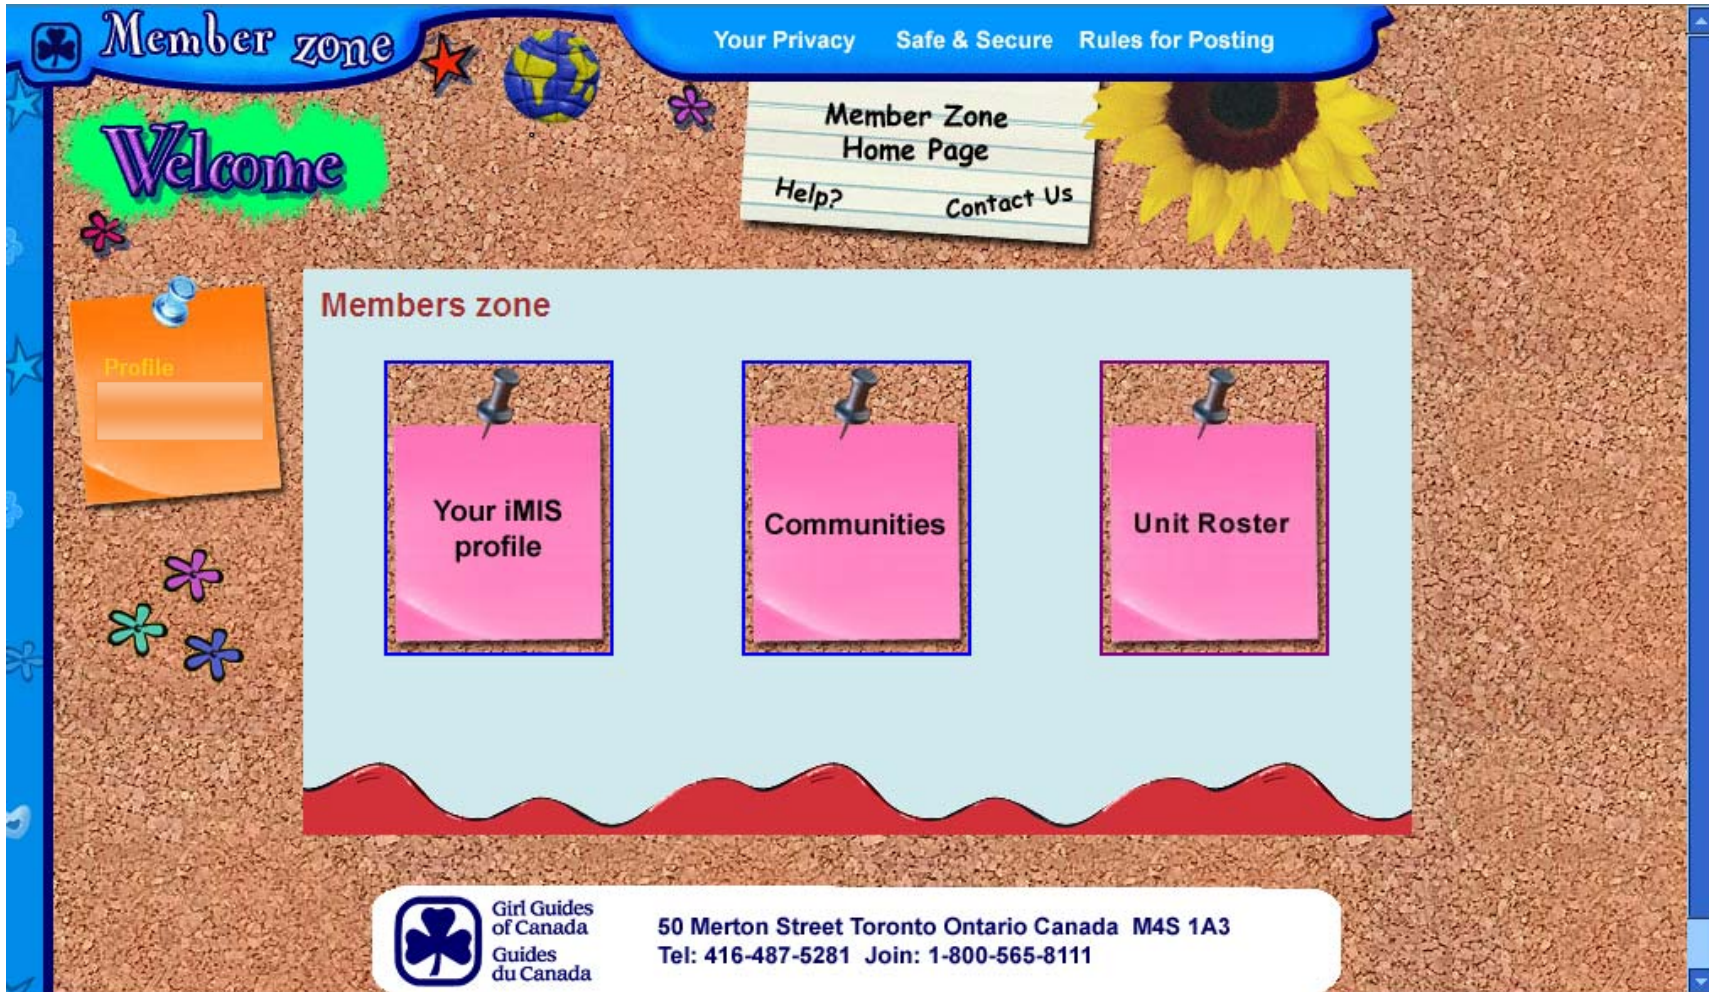 Member zone
Your Privacy Safe & Secure Rules for Posting
Welcome
Member Zone
Home Page
Help? Contact Us
Profile
Members zone
Your iMIS
profile
Communities
Unit Roster
Girl Guides
of Canada
Guides
du Canada
50 Merton Street Toronto Ontario Canada M4S 1A3
Tel: 416-487-5281 Join: 1-800-565-8111